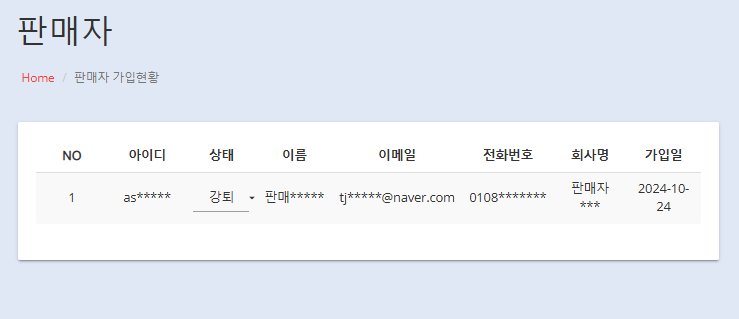 판매자
Home / 판매자 가입현황
NO 아이디 상태 이름 이메일 전화번호 회사명 가입일
1 as***** 강퇴 판매***** tj*****@naver.com 0108******* 판매자 *** 2024-10-24